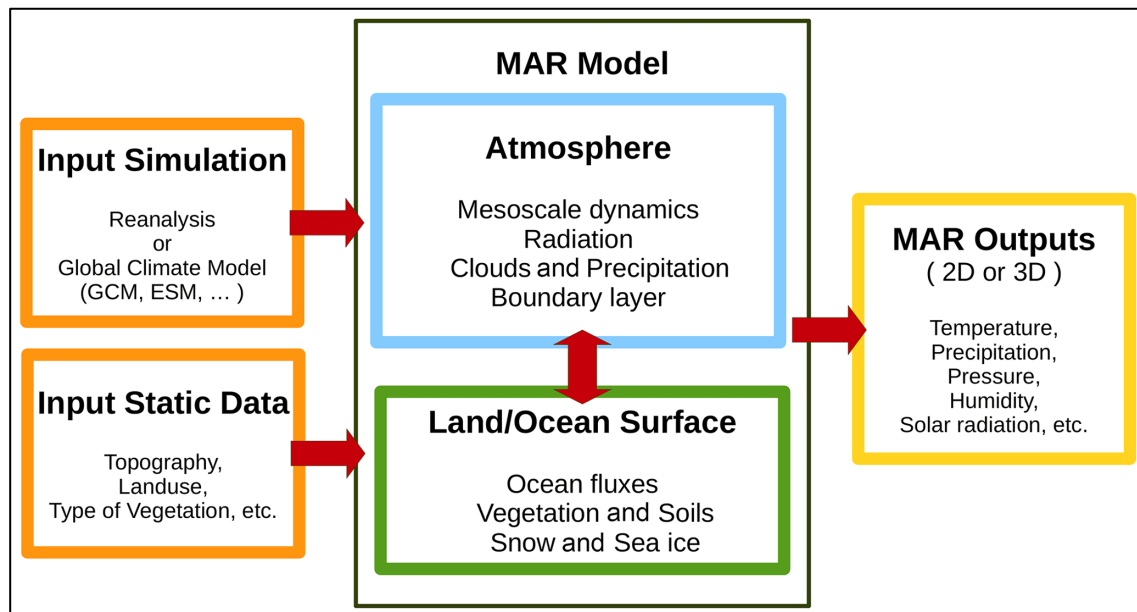 MAR Model
Input Simulation
Reanalysis
or
Global Climate Model
(GCM, ESM, … )
Input Static Data
Topography,
Landuse,
Type of Vegetation, etc.
Atmosphere
Mesoscale dynamics
Radiation
Clouds and Precipitation
Boundary layer
Land/Ocean Surface
Ocean fluxes
Vegetation and Soils
Snow and Sea ice
MAR Outputs
( 2D or 3D )
Temperature,
Precipitation,
Pressure,
Humidity,
Solar radiation, etc.